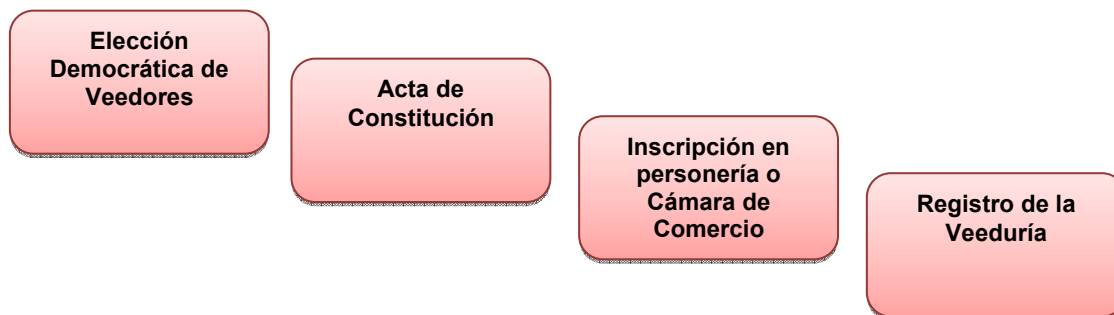 Elección
Democrática de
Veedores
Acta de
Constitución
Inscripción en
personería o
Cámara de
Comercio
Registro de la
Veeduría